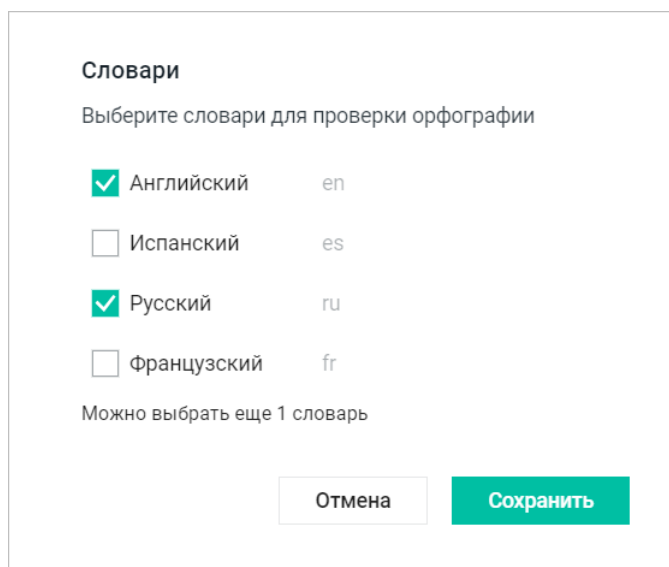 Словари
Выберите словари для проверки орфографии
Английский en
Испанский es
Русский ru
Французский fr
Можно выбрать еще 1 словарь
Отмена Сохранить